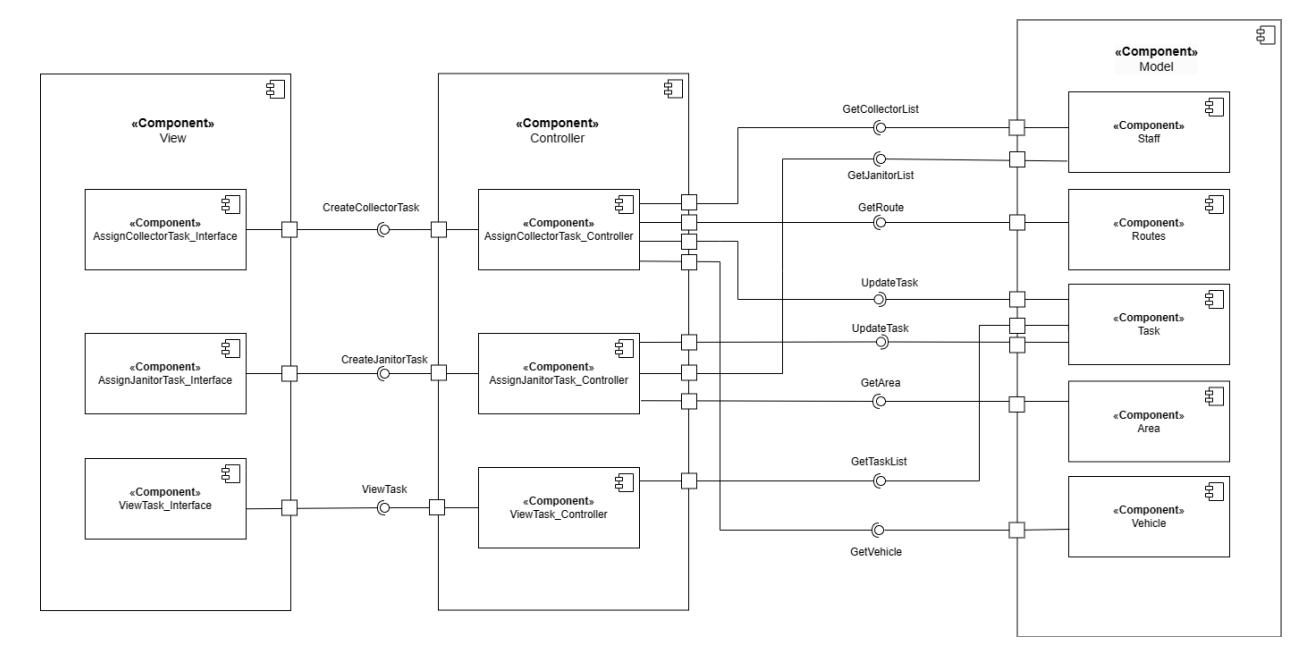 «Component»
View
«Component»
AssignCollectorTask_Interface
«Component»
AssignJanitorTask_Interface
«Component»
ViewTask_Interface
CreateCollectorTask
CreateJanitorTask
ViewTask
«Component»
Controller
«Component»
AssignCollectorTask_Controller
«Component»
AssignJanitorTask_Controller
«Component»
ViewTask_Controller
GetCollectorList
GetJanitorList
GetRoute
UpdateTask
UpdateTask
GetArea
GetTaskList
GetVehicle
«Component»
Model
«Component»
Staff
«Component»
Routes
«Component»
Task
«Component»
Area
«Component»
Vehicle